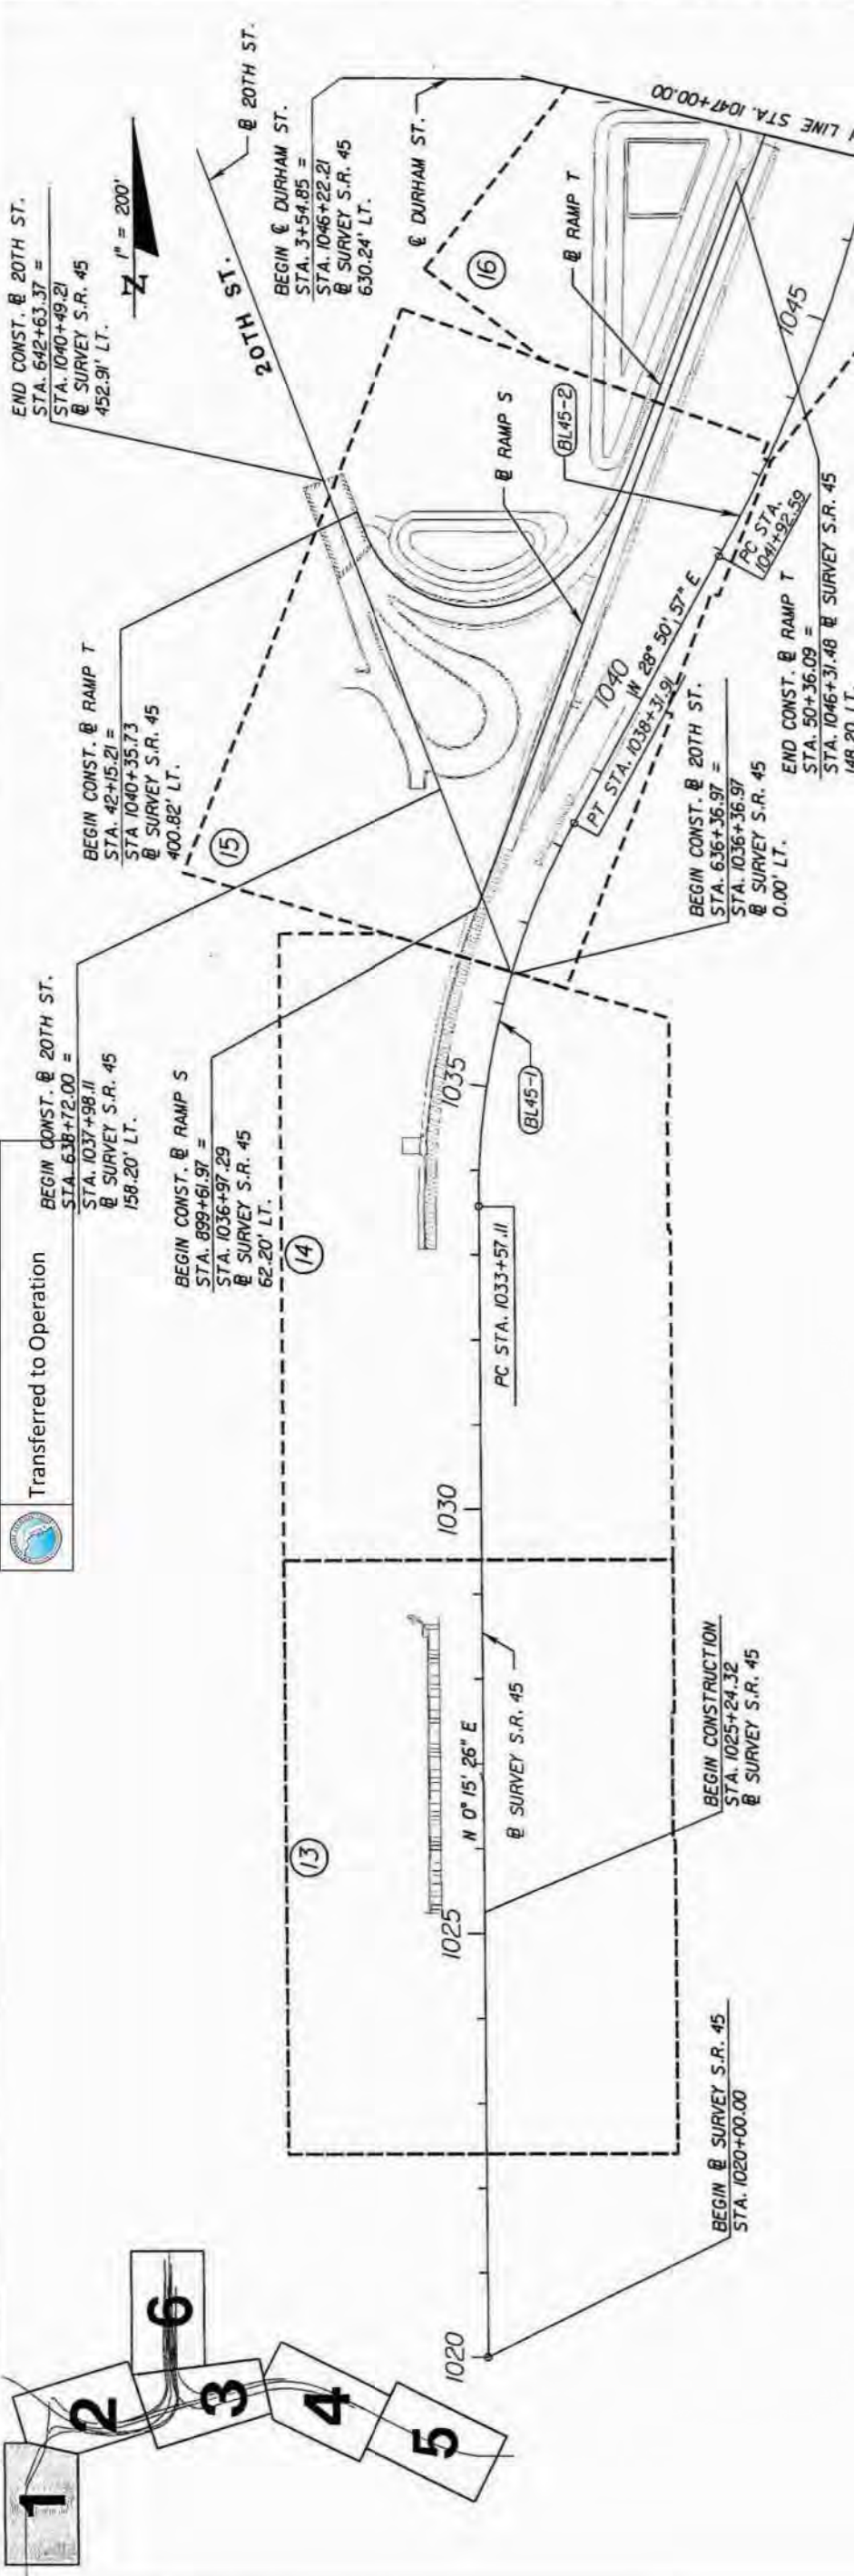 Transferred to Operation
1
2
3
4
5
6
1" = 200'
BEGIN ℄ SURVEY S.R. 45
STA. 1020+00.00
1020
1025
BEGIN CONSTRUCTION
STA. 1025+24.32
℄ SURVEY S.R. 45
13
N 0° 15' 26" E
℄ SURVEY S.R. 45
1030
14
PC STA. 1033+57.11
1035
BL45-1
BEGIN CONST. ℄ RAMP S
STA. 899+61.97 =
STA. 1036+97.29
℄ SURVEY S.R. 45
62.20' LT.
BEGIN CONST. ℄ 20TH ST.
STA. 638+72.00 =
STA. 1037+98.11
℄ SURVEY S.R. 45
158.20' LT.
15
BEGIN CONST. ℄ RAMP T
STA. 42+15.21 =
STA 1040+35.73
℄ SURVEY S.R. 45
400.82' LT.
END CONST. ℄ 20TH ST.
STA. 642+63.37 =
STA. 1040+49.21
℄ SURVEY S.R. 45
452.91' LT.
20TH ST.
℄ 20TH ST.
BEGIN ℄ DURHAM ST.
STA. 3+54.85 =
STA. 1046+22.21
℄ SURVEY S.R. 45
630.24' LT.
℄ DURHAM ST.
16
℄ RAMP T
℄ RAMP S
BL45-2
1040
N 28° 50' 57" E
PT STA. 1038+31.91
PC STA.
1041+92.59
1045
BEGIN CONST. ℄ 20TH ST.
STA. 636+36.97 =
STA. 1036+36.97
℄ SURVEY S.R. 45
0.00' LT.
END CONST. ℄ RAMP T
STA. 50+36.09 =
STA. 1046+31.48 ℄ SURVEY S.R. 45
148.20 LT.
LINE STA. 1047+00.00